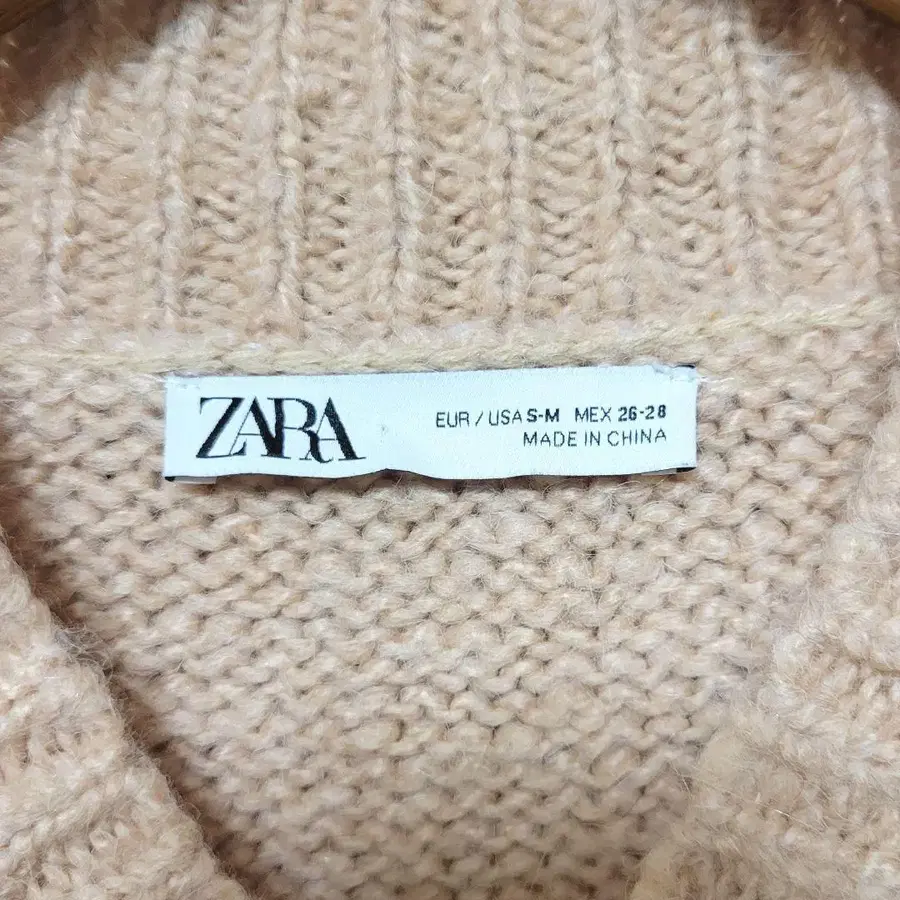 ZARA
EUR / USA S-M MEX 26-28
MADE IN CHINA